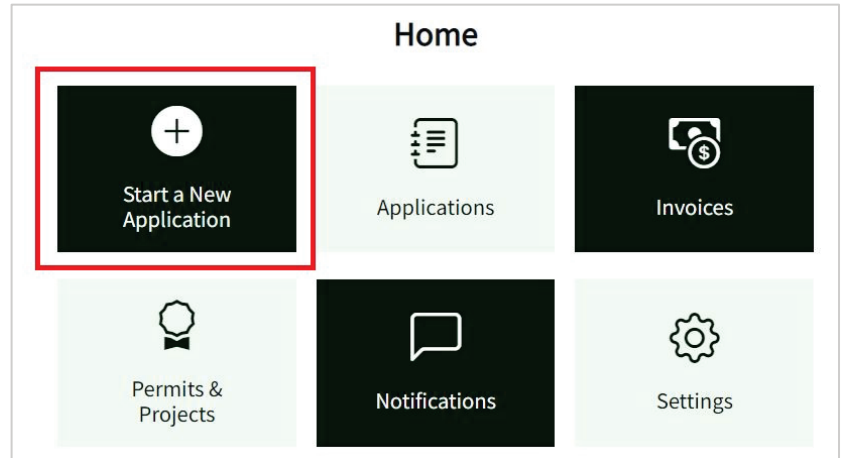 Home
Start a New
Application
Applications
Invoices
Permits &
Projects
Notifications
Settings